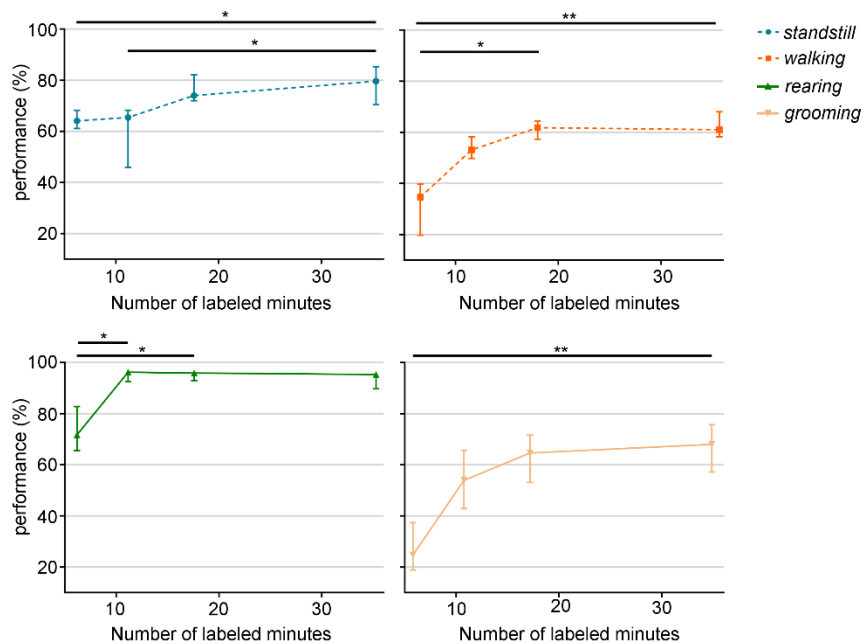 * **
* *
100
80
60
40
20
performance (%)
10 20 30
Number of labeled minutes
10 20 30
Number of labeled minutes
standstill
walking
rearing
grooming
* **
*
100
80
60
40
20
performance (%)
10 20 30
Number of labeled minutes
10 20 30
Number of labeled minutes